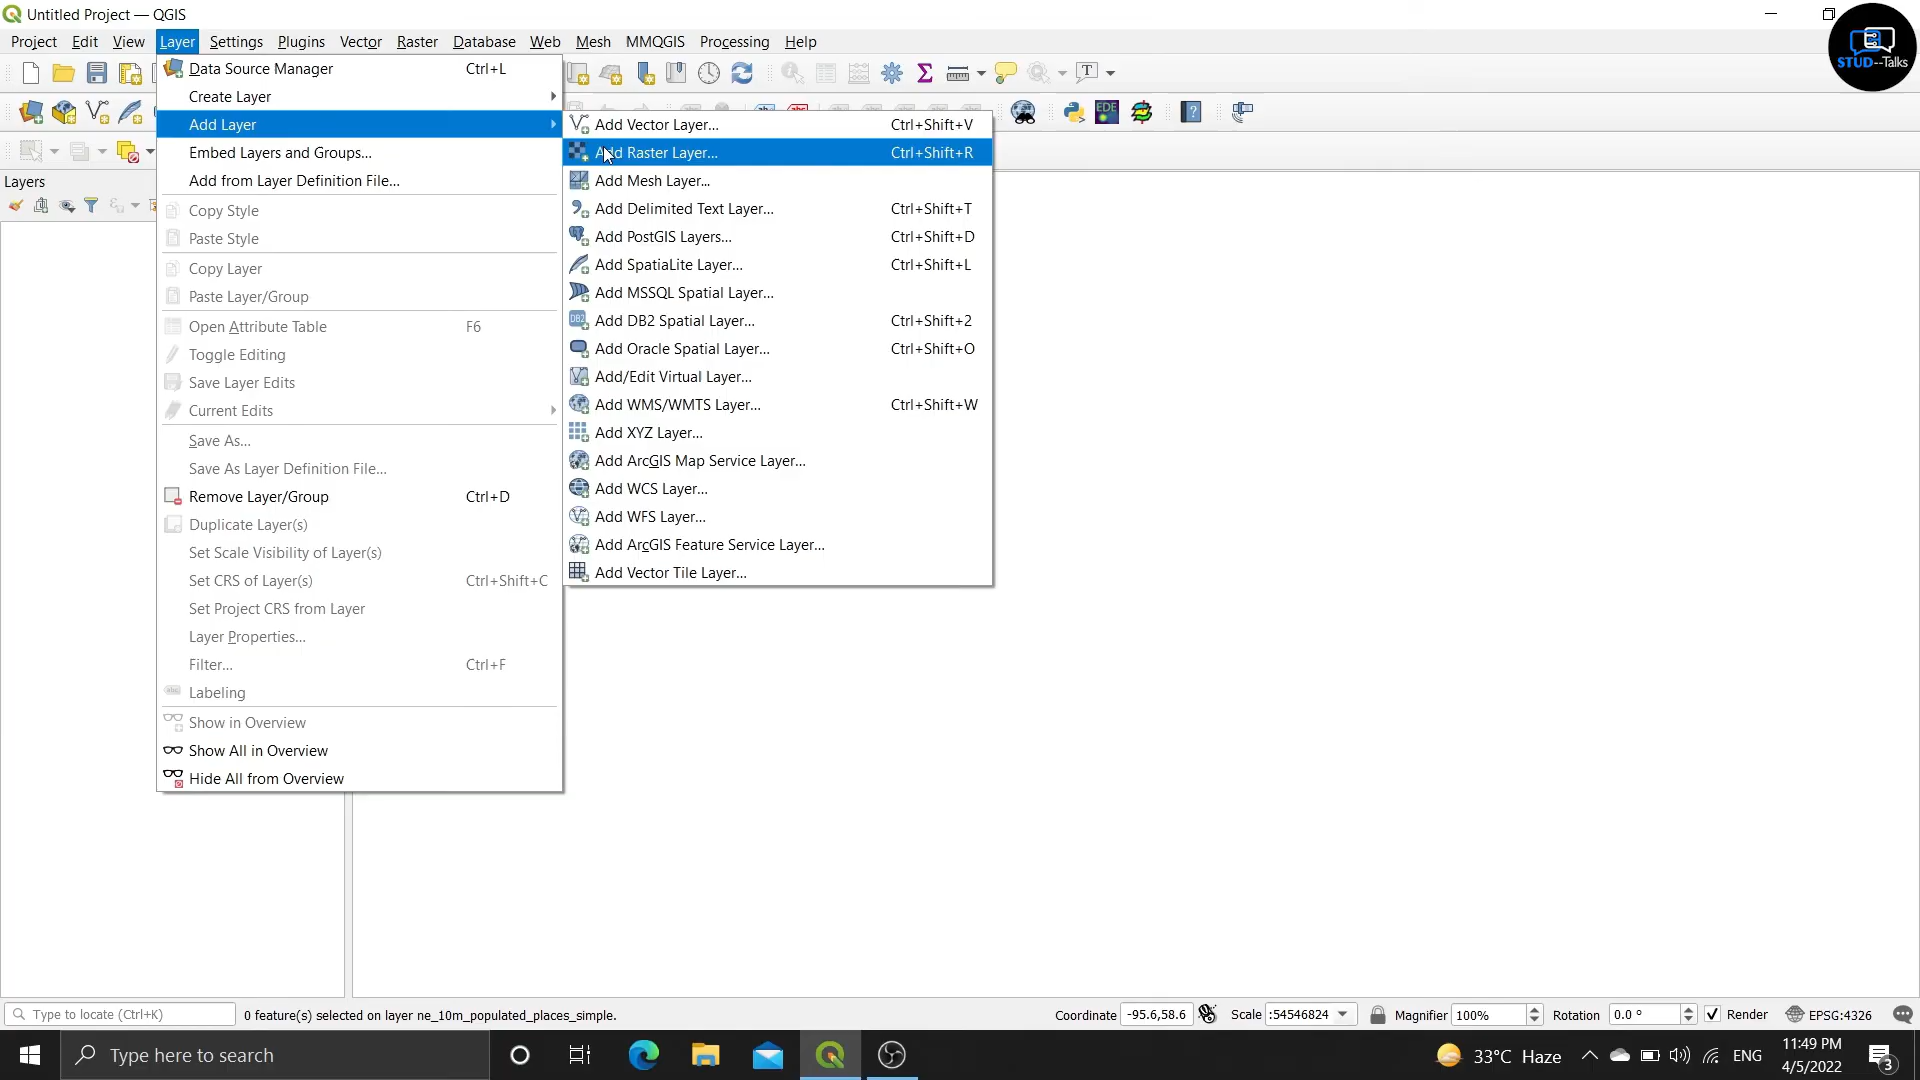 Untitled Project — QGIS
Project Edit View Layer Settings Plugins Vector Raster Database Web Mesh MMQGIS Processing Help
STUD--Talks
Data Source Manager Ctrl+L
Create Layer
Add Layer
Embed Layers and Groups...
Add from Layer Definition File...
Copy Style
Paste Style
Copy Layer
Paste Layer/Group
Open Attribute Table F6
Toggle Editing
Save Layer Edits
Current Edits
Save As...
Save As Layer Definition File...
Remove Layer/Group Ctrl+D
Duplicate Layer(s)
Set Scale Visibility of Layer(s)
Set CRS of Layer(s) Ctrl+Shift+C
Set Project CRS from Layer
Layer Properties...
Filter... Ctrl+F
Labeling
Show in Overview
Show All in Overview
Hide All from Overview
Add Vector Layer... Ctrl+Shift+V
Add Raster Layer... Ctrl+Shift+R
Add Mesh Layer...
Add Delimited Text Layer... Ctrl+Shift+T
Add PostGIS Layers... Ctrl+Shift+D
Add SpatiaLite Layer... Ctrl+Shift+L
Add MSSQL Spatial Layer...
DB2 Add DB2 Spatial Layer... Ctrl+Shift+2
Add Oracle Spatial Layer... Ctrl+Shift+O
Add/Edit Virtual Layer...
Add WMS/WMTS Layer... Ctrl+Shift+W
Add XYZ Layer...
Add ArcGIS Map Service Layer...
Add WCS Layer...
Add WFS Layer...
Add ArcGIS Feature Service Layer...
Add Vector Tile Layer...
EDE
Layers
Type to locate (Ctrl+K) 0 feature(s) selected on layer ne_10m_populated_places_simple. Coordinate -95.6,58.6 Scale :54546824 Magnifier 100% Rotation 0.0 ° Render EPSG:4326
Type here to search 33°C Haze ENG 11:49 PM
4/5/2022 3